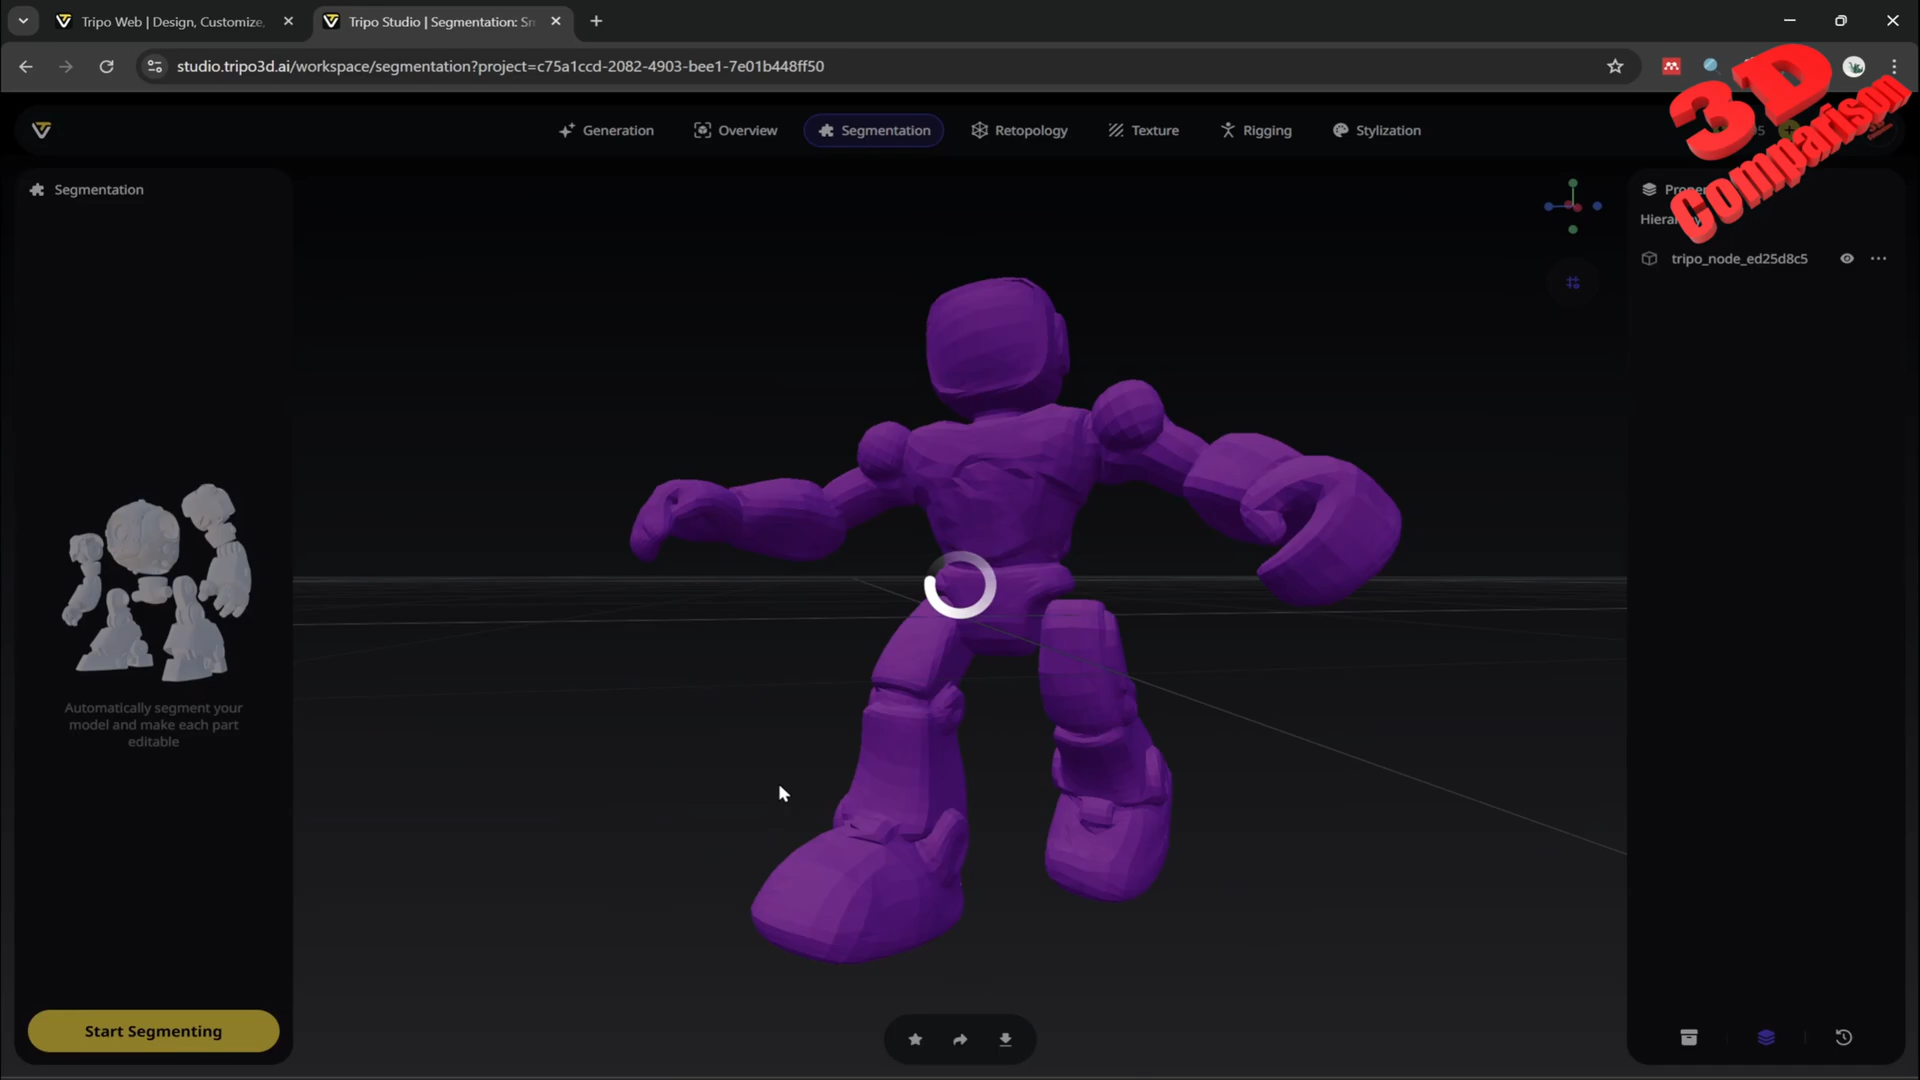 Tripo Web | Design, Customize,
Tripo Studio | Segmentation: Sm
studio.tripo3d.ai/workspace/segmentation?project=c75a1ccd-2082-4903-bee1-7e01b448ff50
3D
Comparison
Generation
Overview
Segmentation
Retopology
Texture
Rigging
Stylization
Segmentation
tripo_node_ed25d8c5
Automatically segment your
model and make each part
editable
Start Segmenting